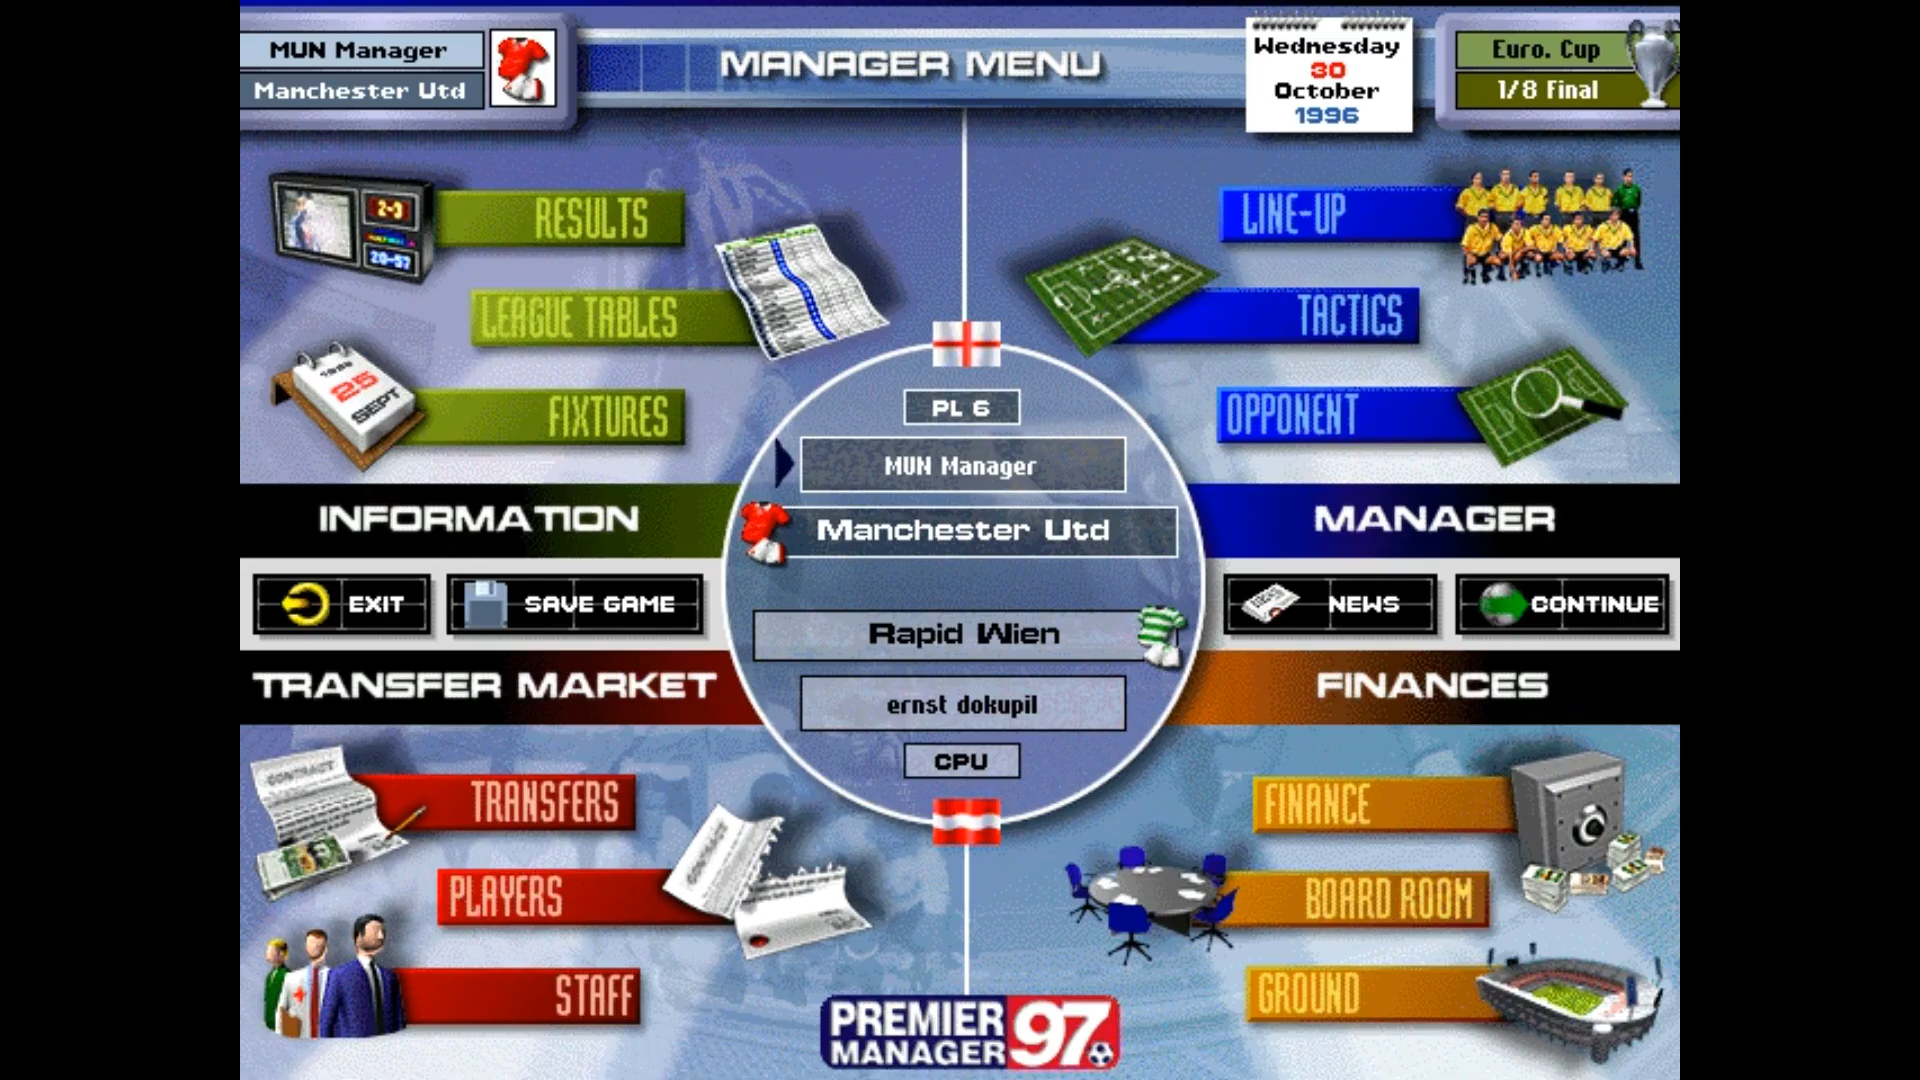 MUN Manager
Manchester Utd
MANAGER MENU
Wednesday
30
October
1996
Euro. Cup
1/8 Final
2-3
RESULTS
LEAGUE TABLES
25
SEPT
FIXTURES
LINE-UP
TACTICS
OPPONENT
PL 6
MUN Manager
Manchester Utd
INFORMATION
MANAGER
EXIT
SAVE GAME
NEWS
CONTINUE
Rapid Wien
ernst dokupil
CPU
TRANSFER MARKET
FINANCES
CONTRACT
TRANSFERS
PLAYERS
STAFF
FINANCE
BOARD ROOM
GROUND
PREMIER
MANAGER
97